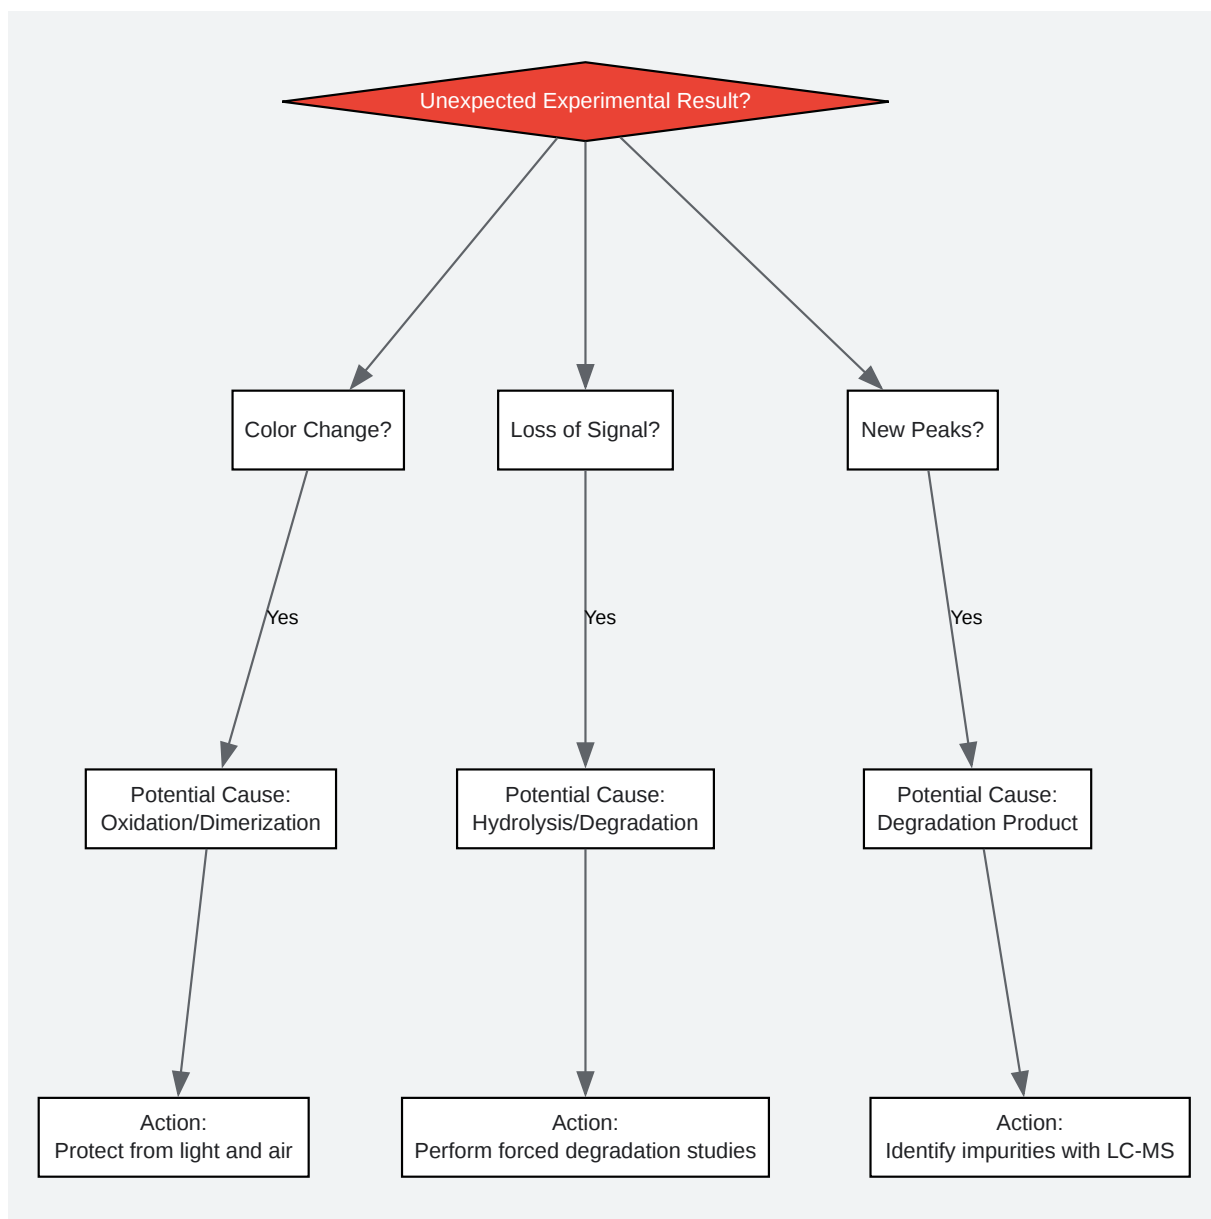 Unexpected Experimental Result?
Color Change?
Loss of Signal?
New Peaks?
Yes
Yes
Yes
Potential Cause:
Oxidation/Dimerization
Potential Cause:
Hydrolysis/Degradation
Potential Cause:
Degradation Product
Action:
Protect from light and air
Action:
Perform forced degradation studies
Action:
Identify impurities with LC-MS